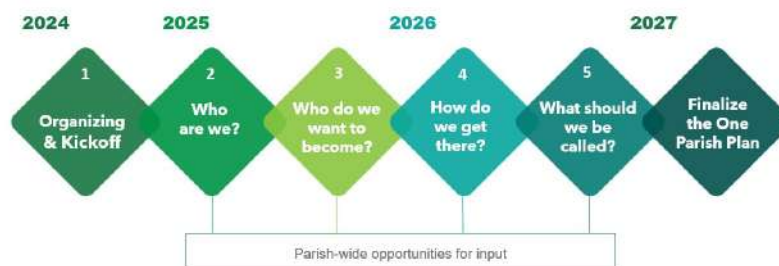 2024
2025
2026
2027
1
Organizing
& Kickoff
2
Who
are we?
3
Who do we
want to
become?
4
How do
we get
there?
5
What should
we be
called?
Finalize
the One
Parish Plan
Parish-wide opportunities for input